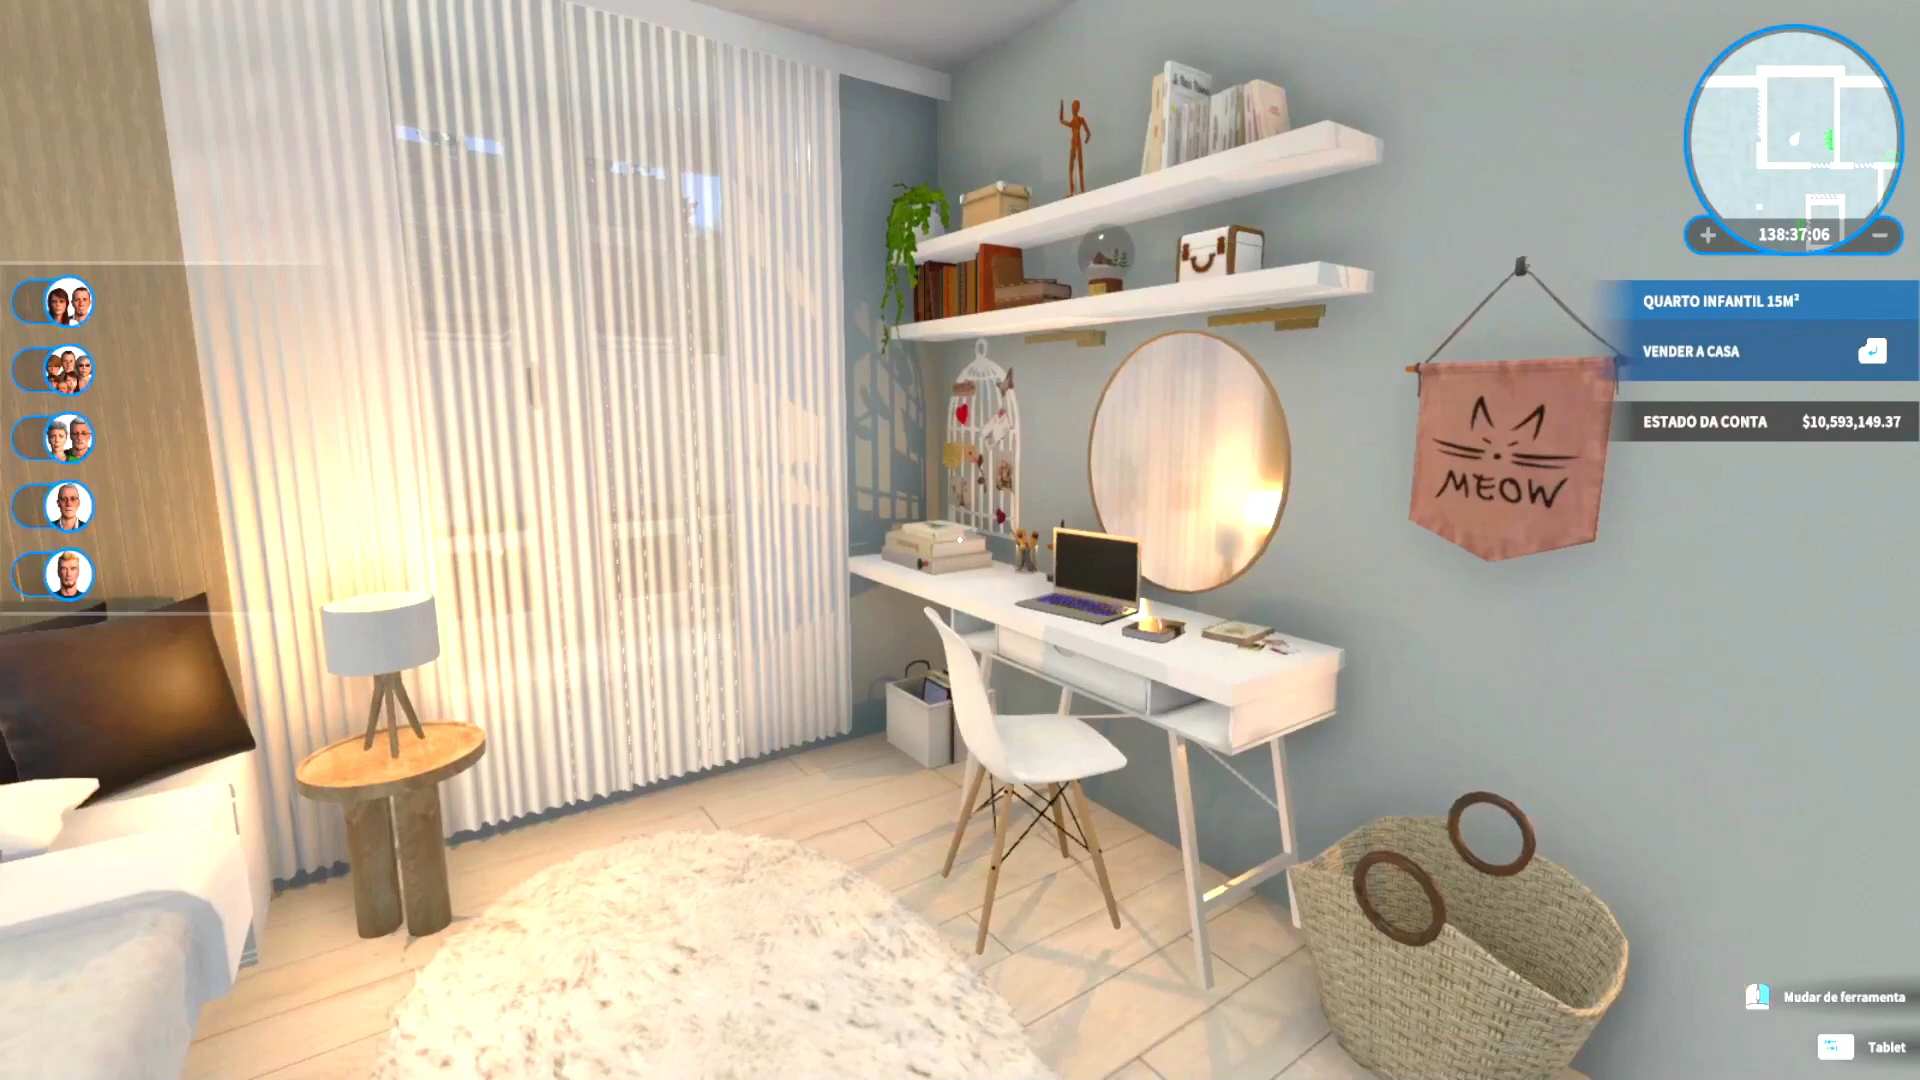 138:37:06
QUARTO INFANTIL 15M²
VENDER A CASA
ESTADO DA CONTA $10,593,149.37
MEOW
Mudar de ferramenta
Tablet